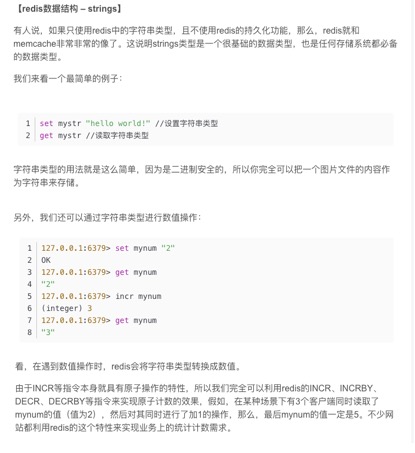 【redis数据结构 – strings】
有人说，如果只使用redis中的字符串类型，且不使用redis的持久化功能，那么，redis就和
memcache非常非常的像了。这说明strings类型是一个很基础的数据类型，也是任何存储系统都必备
的数据类型。
我们来看一个最简单的例子：
1 set mystr "hello world!" //设置字符串类型
2 get mystr //读取字符串类型
字符串类型的用法就是这么简单，因为是二进制安全的，所以你完全可以把一个图片文件的内容作
为字符串来存储。
另外，我们还可以通过字符串类型进行数值操作：
1 127.0.0.1:6379> set mynum "2"
2 OK
3 127.0.0.1:6379> get mynum
4 "2"
5 127.0.0.1:6379> incr mynum
6 (integer) 3
7 127.0.0.1:6379> get mynum
8 "3"
看，在遇到数值操作时，redis会将字符串类型转换成数值。
由于INCR等指令本身就具有原子操作的特性，所以我们完全可以利用redis的INCR、INCRBY、
DECR、DECRBY等指令来实现原子计数的效果，假如，在某种场景下有3个客户端同时读取了
mynum的值（值为2），然后对其同时进行了加1的操作，那么，最后mynum的值一定是5。不少网
站都利用redis的这个特性来实现业务上的统计计数需求。